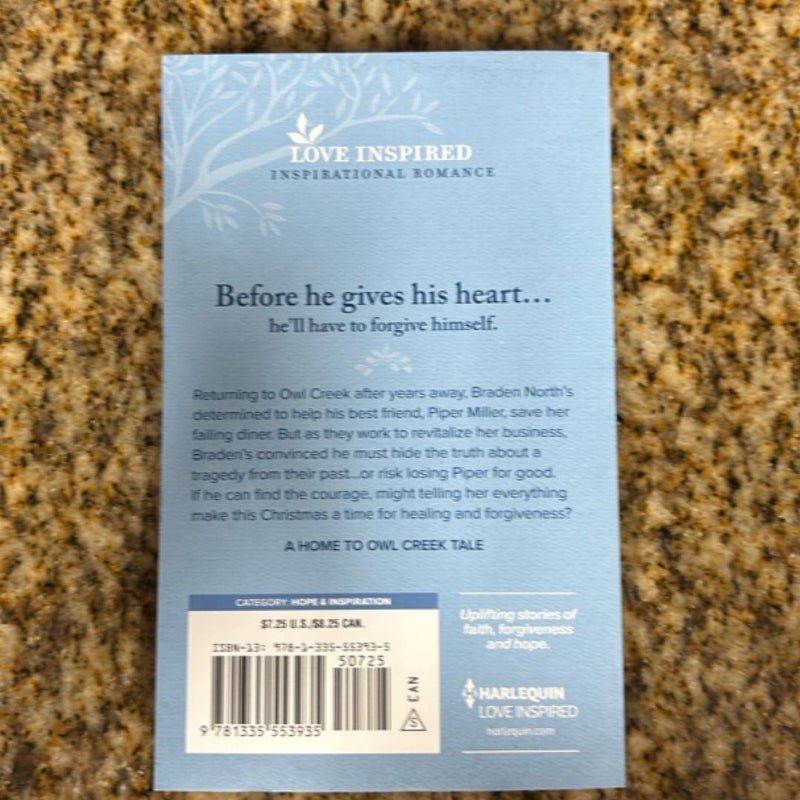 LOVE INSPIRED
INSPIRATIONAL ROMANCE
Before he gives his heart...
he'll have to forgive himself.
Returning to Owl Creek after years away, Braden North's
determined to help his best friend, Piper Miller, save her
failing diner. But as they work to revitalize her business,
Braden's convinced he must hide the truth about a
tragedy from their past...or risk losing Piper for good.
If he can find the courage, might telling her everything
make this Christmas a time for healing and forgiveness?
A HOME TO OWL CREEK TALE
CATEGORY: HOPE & INSPIRATION
$7.25 U.S./$8.25 CAN.
ISBN-13: 978-1-335-55393-5
50725
9 781335 553935
EAN
S
Uplifting stories of
faith, forgiveness
and hope.
HARLEQUIN
LOVE INSPIRED
harlequin.com